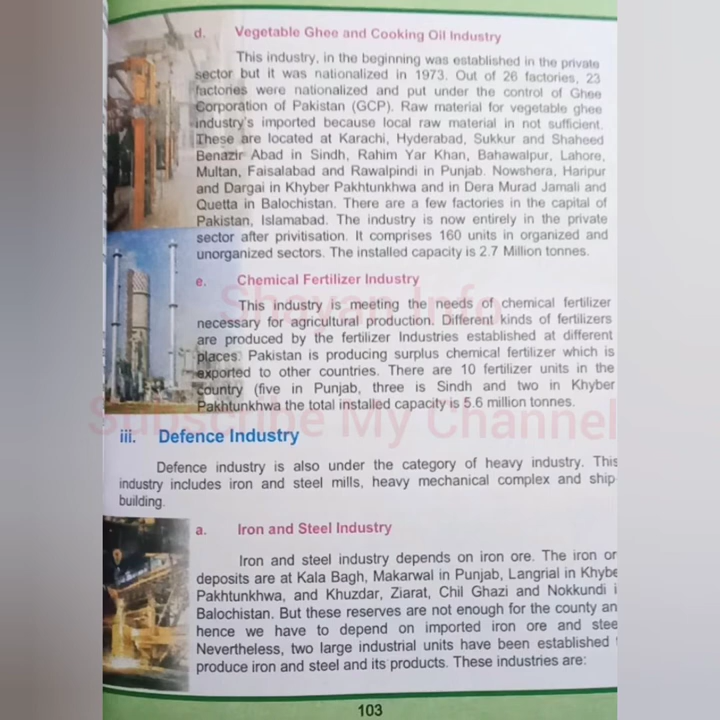 d. Vegetable Ghee and Cooking Oil Industry
This industry, in the beginning was established in the private
sector but it was nationalized in 1973. Out of 26 factories, 23
factories were nationalized and put under the control of Ghee
Corporation of Pakistan (GCP). Raw material for vegetable ghee
industry's imported because local raw material in not sufficient.
These are located at Karachi, Hyderabad, Sukkur and Shaheed
Benazir Abad in Sindh, Rahim Yar Khan, Bahawalpur, Lahore,
Multan, Faisalabad and Rawalpindi in Punjab. Nowshera, Haripur
and Dargai in Khyber Pakhtunkhwa and in Dera Murad Jamali and
Quetta in Balochistan. There are a few factories in the capital of
Pakistan, Islamabad. The industry is now entirely in the private
sector after privitisation. It comprises 160 units in organized and
unorganized sectors. The installed capacity is 2.7 Million tonnes.
e. Chemical Fertilizer Industry
Shayan Info
This industry is meeting the needs of chemical fertilizer
necessary for agricultural production. Different kinds of fertilizers
are produced by the fertilizer Industries established at different
places. Pakistan is producing surplus chemical fertilizer which is
exported to other countries. There are 10 fertilizer units in the
country (five in Punjab, three is Sindh and two in Khyber
Pakhtunkhwa the total installed capacity is 5.6 million tonnes.
Subscribe My Channel
iii. Defence Industry
Defence industry is also under the category of heavy industry. This
industry includes iron and steel mills, heavy mechanical complex and ship
building.
a. Iron and Steel Industry
Iron and steel industry depends on iron ore. The iron or
deposits are at Kala Bagh, Makarwal in Punjab, Langrial in Khybe
Pakhtunkhwa, and Khuzdar, Ziarat, Chil Ghazi and Nokkundi i
Balochistan. But these reserves are not enough for the county an
hence we have to depend on imported iron ore and stee
Nevertheless, two large industrial units have been established t
produce iron and steel and its products. These industries are:
103